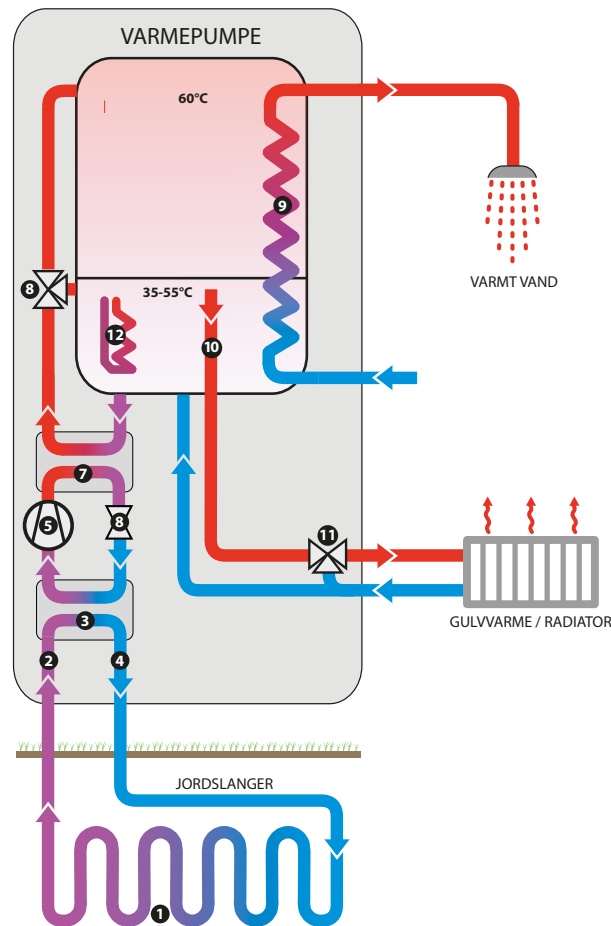 VARMEPUMPE
60°C
9
VARMT VAND
8
35-55°C
12
10
7
5
8
11
3
GULVVARME / RADIATOR
2
4
JORDSLANGER
1